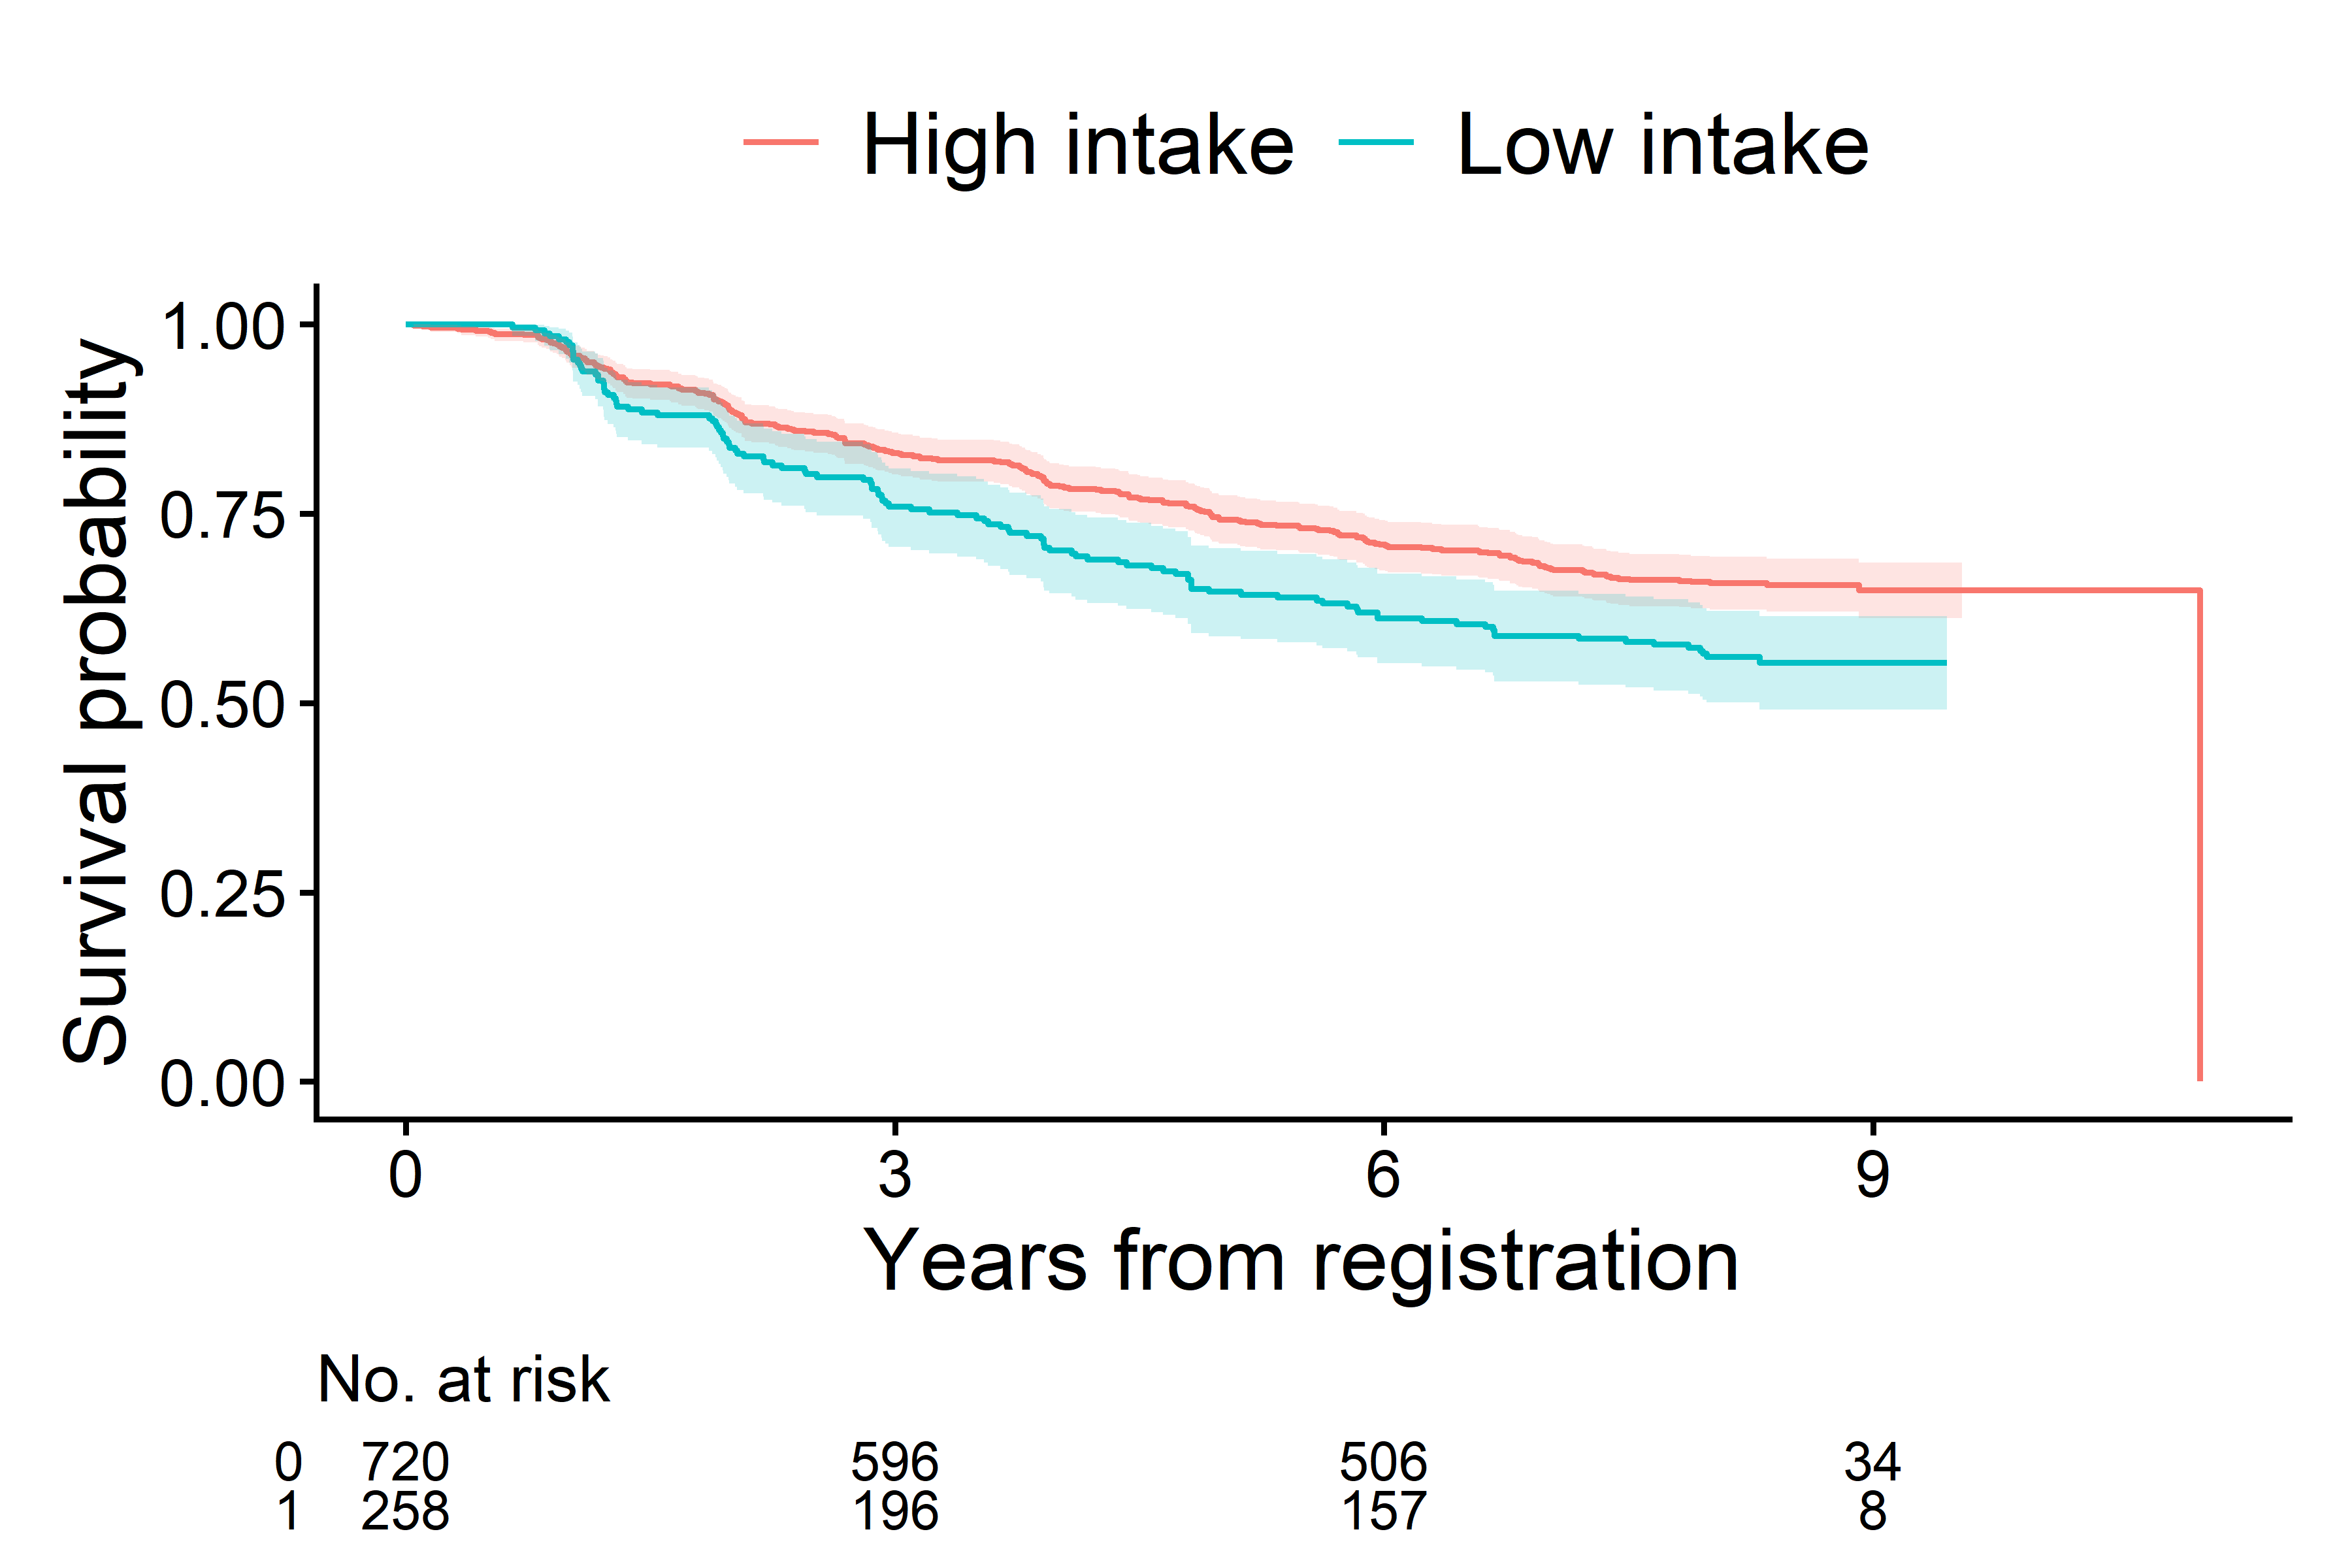 High intake Low intake
Survival probability
1.00
0.75
0.50
0.25
0.00
0 3 6 9
Years from registration
No. at risk
0 720 596 506 34
1 258 196 157 8